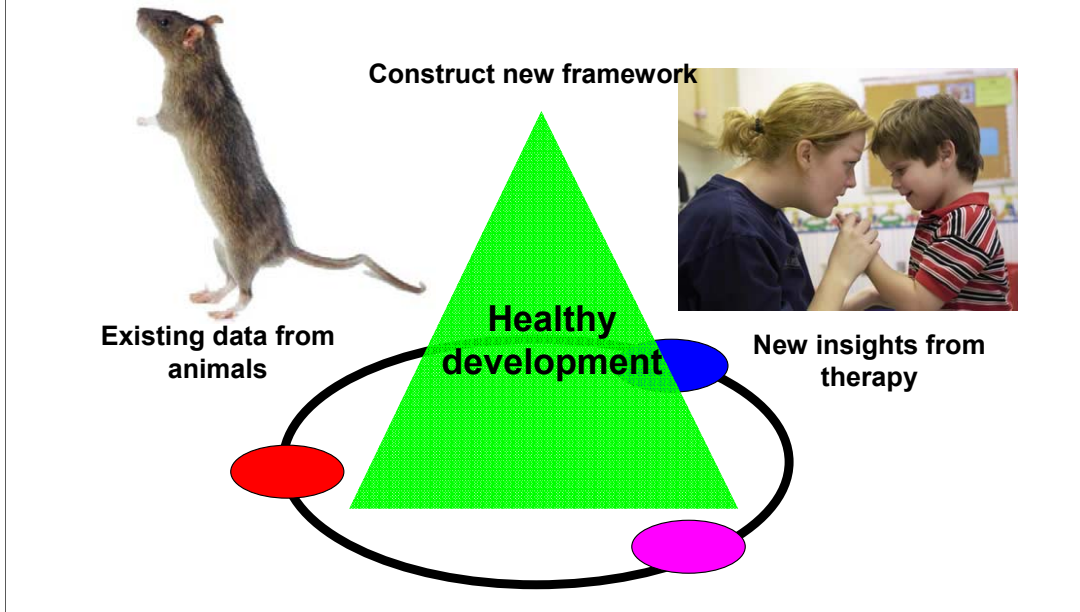 Construct new framework
Healthy
development
Existing data from
animals
New insights from
therapy